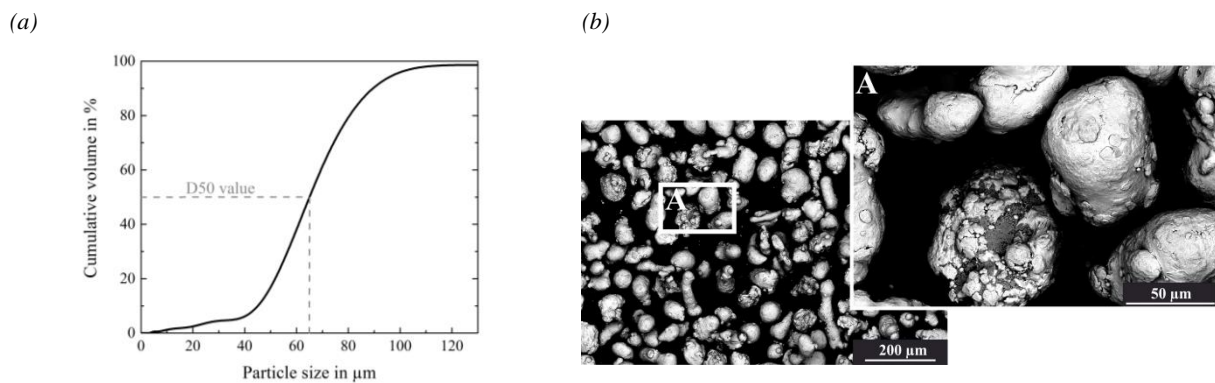 (a)
(b)
100
80
60
40
20
0
Cumulative volume in %
D50 value
0 20 40 60 80 100 120
Particle size in µm
A
A
50 µm
200 µm